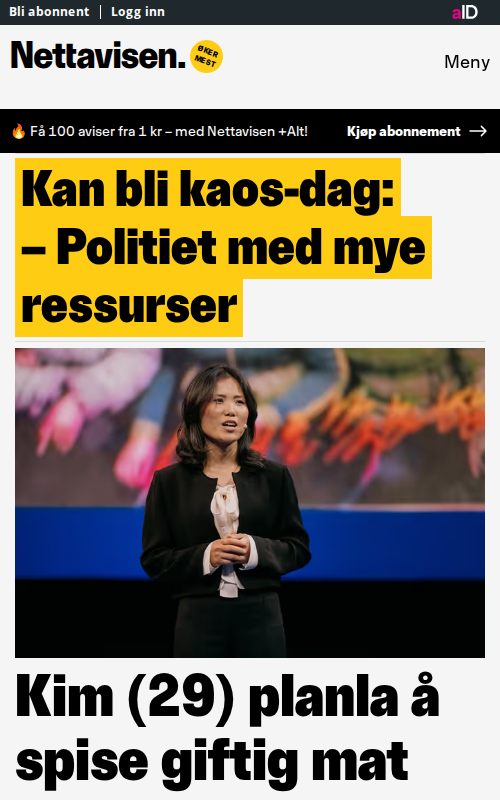 Bli abonnent | Logg inn
aID
Nettavisen.
ØKER
MEST
Meny
🔥 Få 100 aviser fra 1 kr – med Nettavisen +Alt!
Kjøp abonnement →
Kan bli kaos-dag:
– Politiet med mye
ressurser
Kim (29) planla å
spise giftig mat